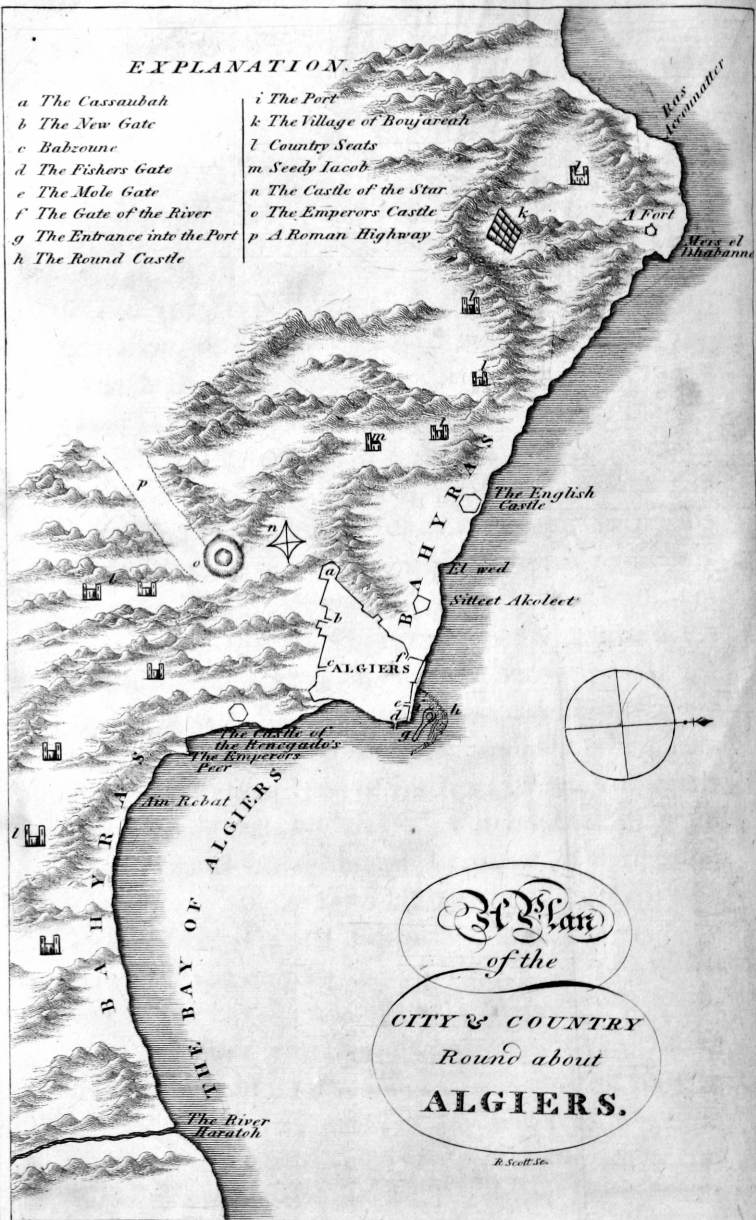 EXPLANATION.
a The Cassaubah
b The New Gate
c Babzoune
d The Fishers Gate
e The Mole Gate
f The Gate of the River
g The Entrance into the Port
h The Round Castle
i The Port
k The Village of Boujareah
l Country Seats
m Seedy Iacob
n The Castle of the Star
o The Emperors Castle
p A Roman Highway
Ras
Accounnatter
l
k
A Fort
Mers el
Dhabanne
l
l
l
m
BAHYRAS
The English
Castle
p
n
o
El wed
a
l
Sitteet Akoleet
b
f
c
ALGIERS
e
h
d
g
The Castle of
the Renegado's
The Emperors
Peer
Ain Rebat
l
BAHYRAS
THE BAY OF ALGIERS
A Plan
of the
CITY & COUNTRY
Round about
ALGIERS.
The River
Haratch
R. Scott Sc.